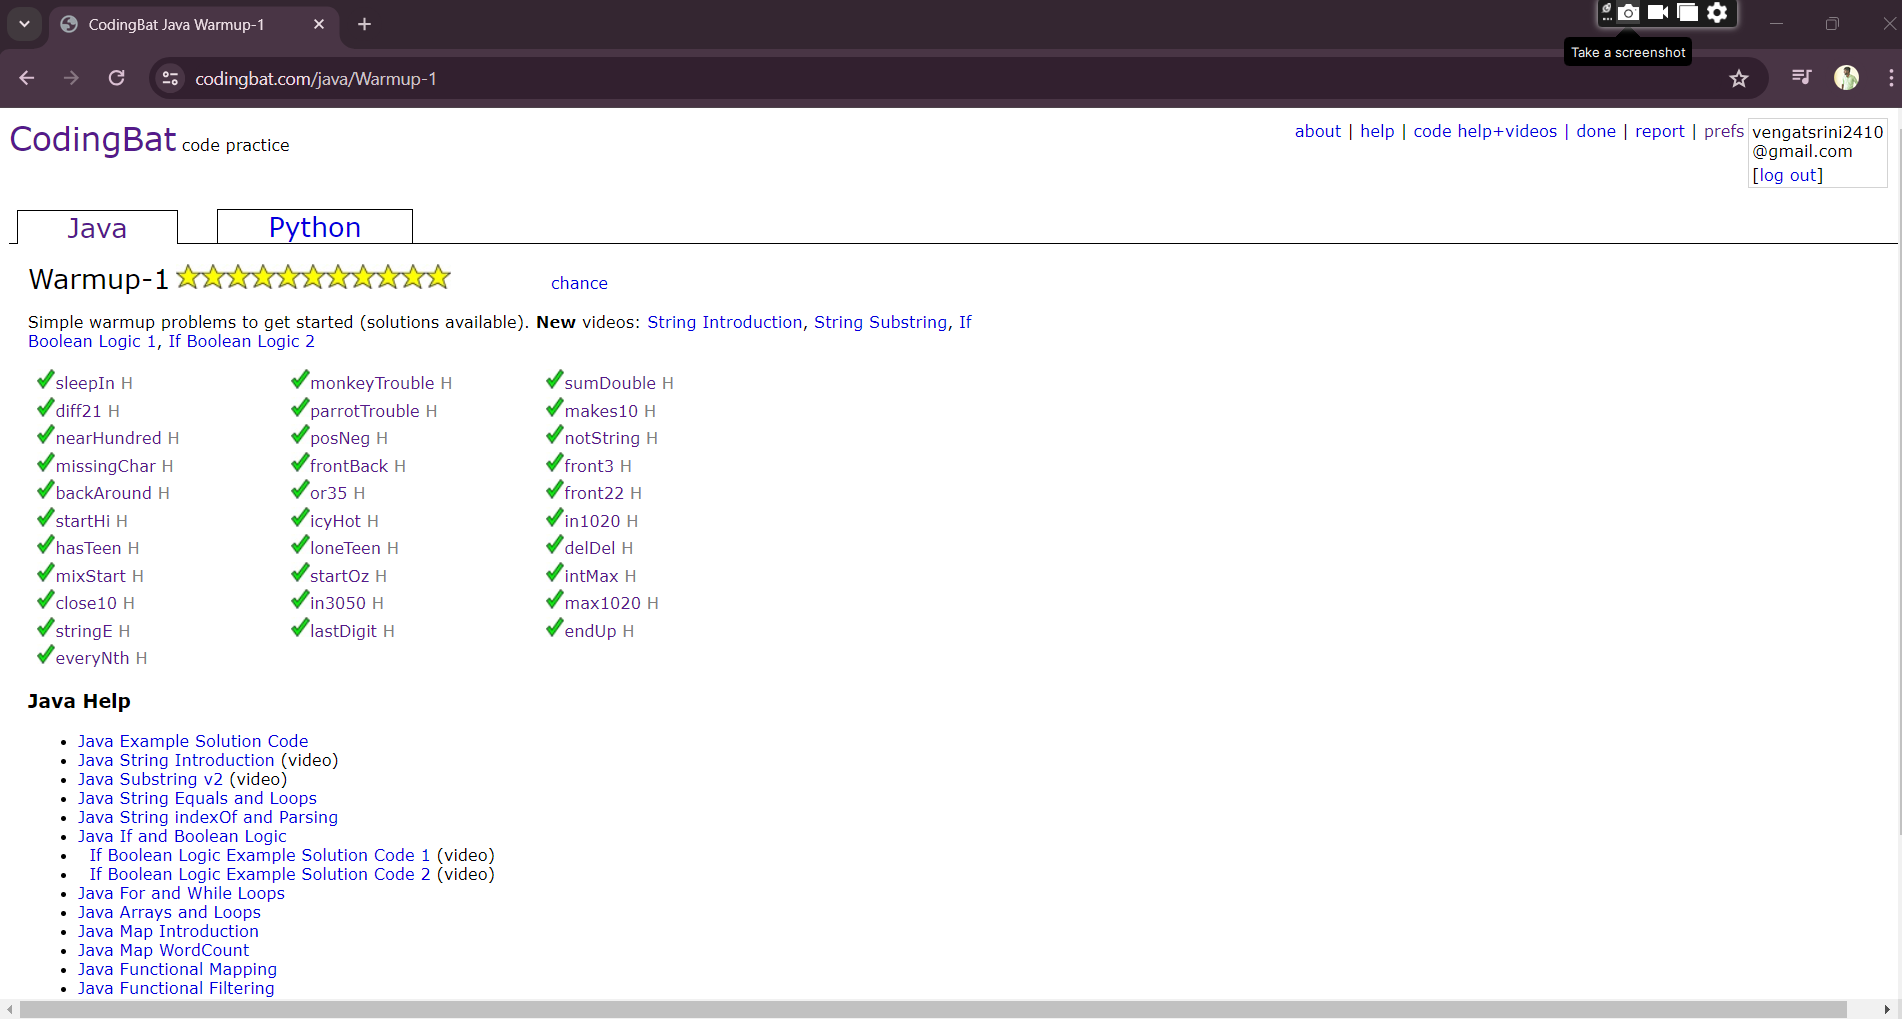 CodingBat Java Warmup-1
Take a screenshot
codingbat.com/java/Warmup-1
CodingBat code practice
about | help | code help+videos | done | report | prefs
vengatsrini2410
@gmail.com
[log out]
Java
Python
Warmup-1
chance
Simple warmup problems to get started (solutions available). New videos: String Introduction, String Substring, If
Boolean Logic 1, If Boolean Logic 2
sleepIn H monkeyTrouble H sumDouble H
diff21 H parrotTrouble H makes10 H
nearHundred H posNeg H notString H
missingChar H frontBack H front3 H
backAround H or35 H front22 H
startHi H icyHot H in1020 H
hasTeen H loneTeen H delDel H
mixStart H startOz H intMax H
close10 H in3050 H max1020 H
stringE H lastDigit H endUp H
everyNth H
Java Help
• Java Example Solution Code
• Java String Introduction (video)
• Java Substring v2 (video)
• Java String Equals and Loops
• Java String indexOf and Parsing
• Java If and Boolean Logic
• If Boolean Logic Example Solution Code 1 (video)
• If Boolean Logic Example Solution Code 2 (video)
• Java For and While Loops
• Java Arrays and Loops
• Java Map Introduction
• Java Map WordCount
• Java Functional Mapping
• Java Functional Filtering